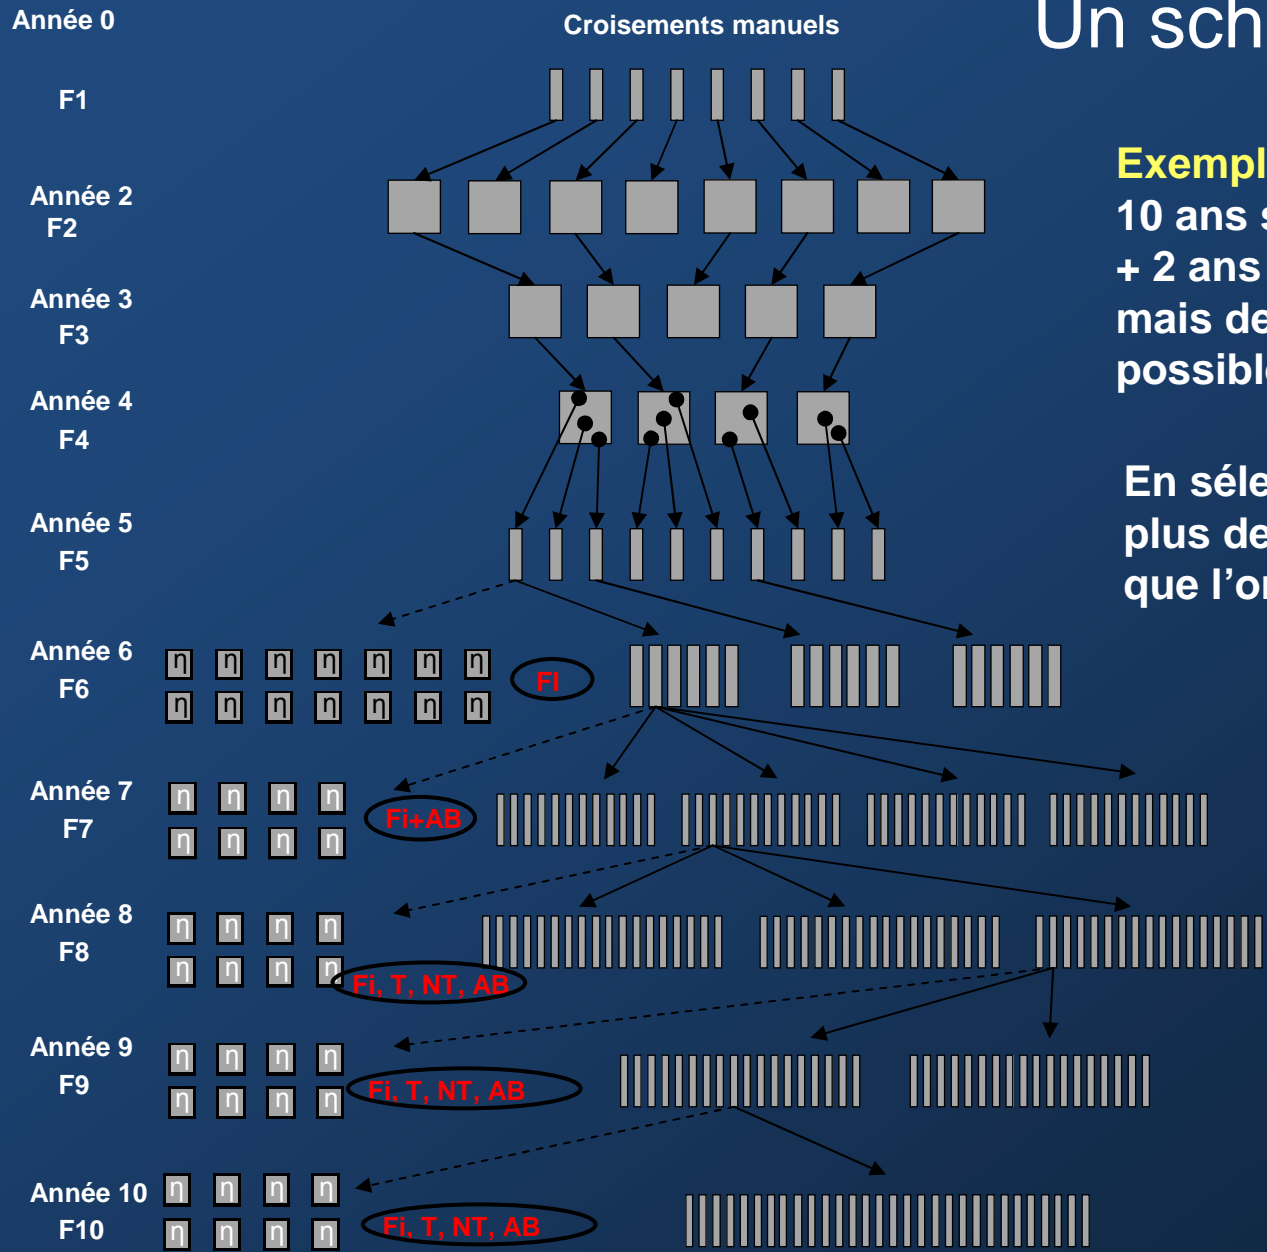 Année 0
Croisements manuels
Un sch
F1
Exempl
10 ans s
+ 2 ans
mais de
possible
Année 2
F2
Année 3
F3
Année 4
F4
En séle
plus de
que l'or
Année 5
F5
Année 6
F6
η η η η η η η
η η η η η η η
FI
Année 7
F7
η η η η
η η η η
Fi+AB
Année 8
F8
η η η η
η η η η
Fi, T, NT, AB
Année 9
F9
η η η η
η η η η
Fi, T, NT, AB
Année 10
F10
η η η η
η η η η
Fi, T, NT, AB